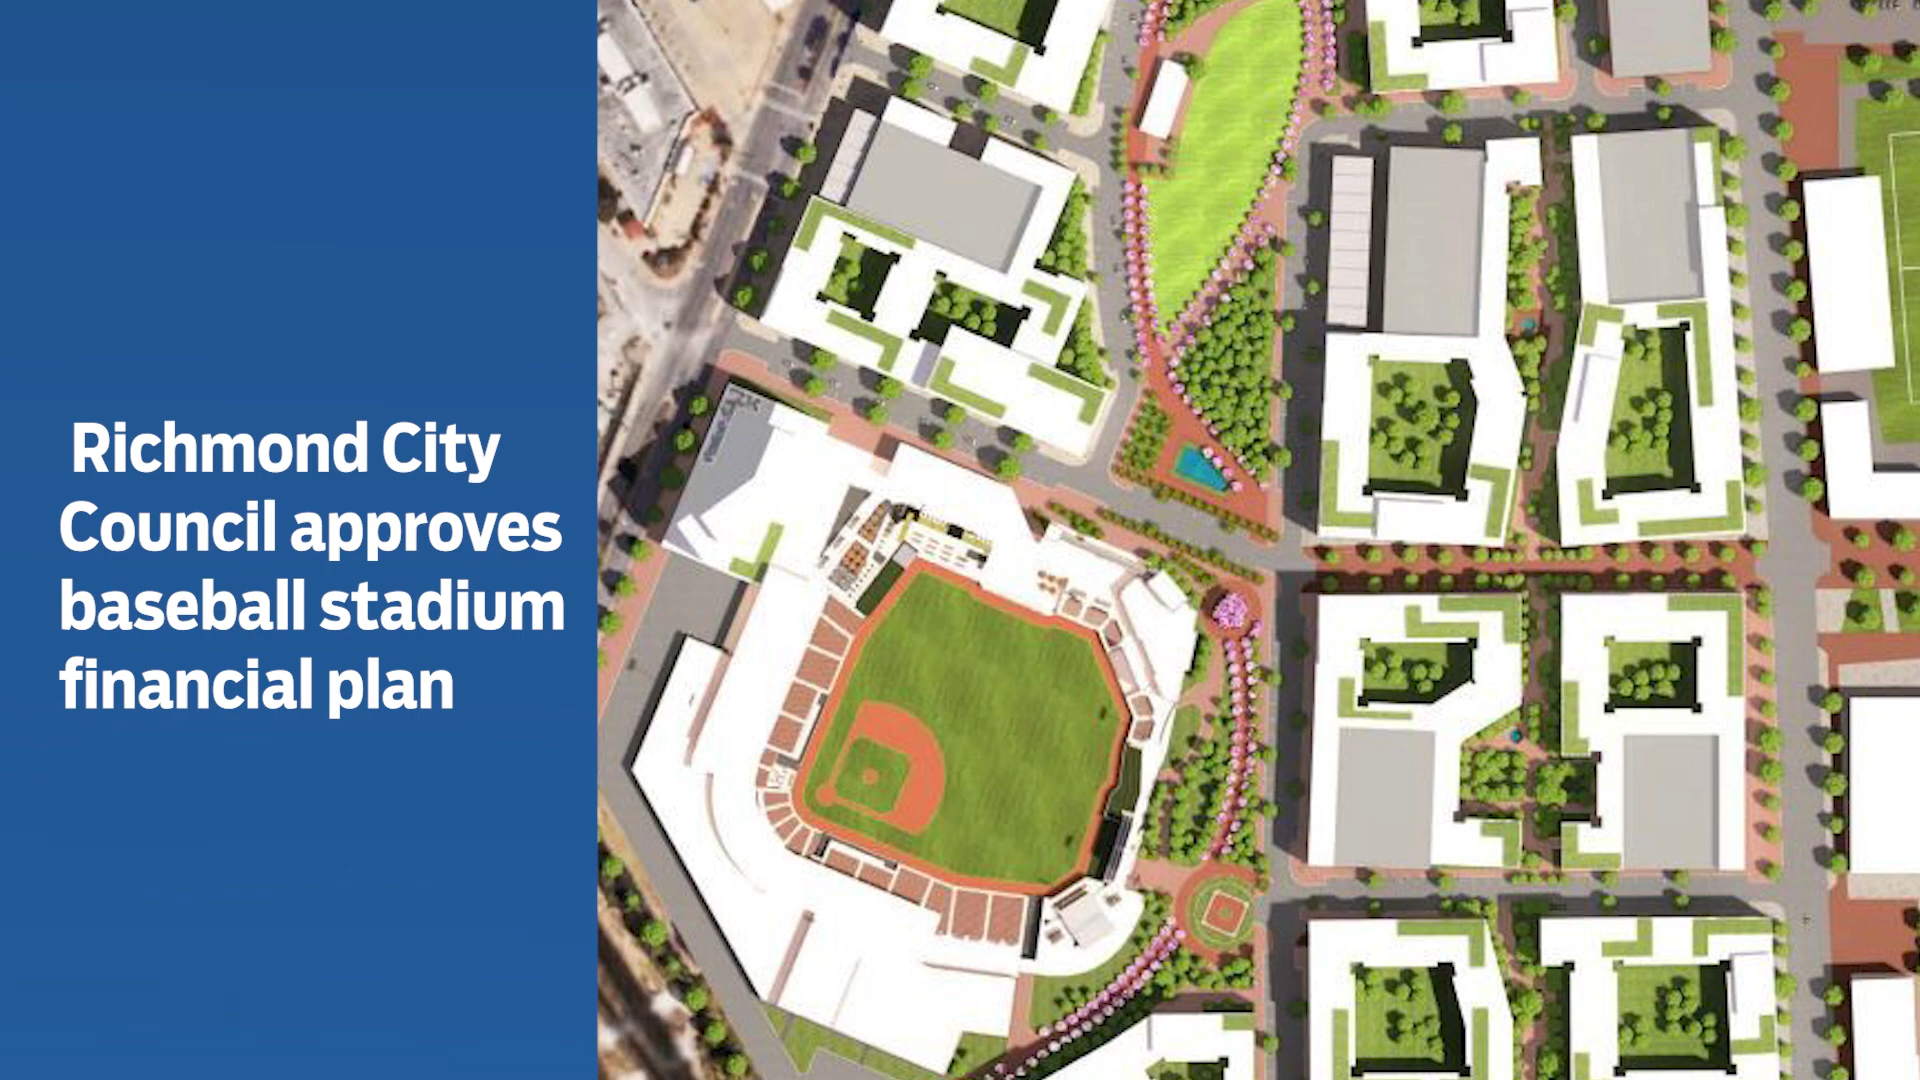 Richmond City
Council approves
baseball stadium
financial plan